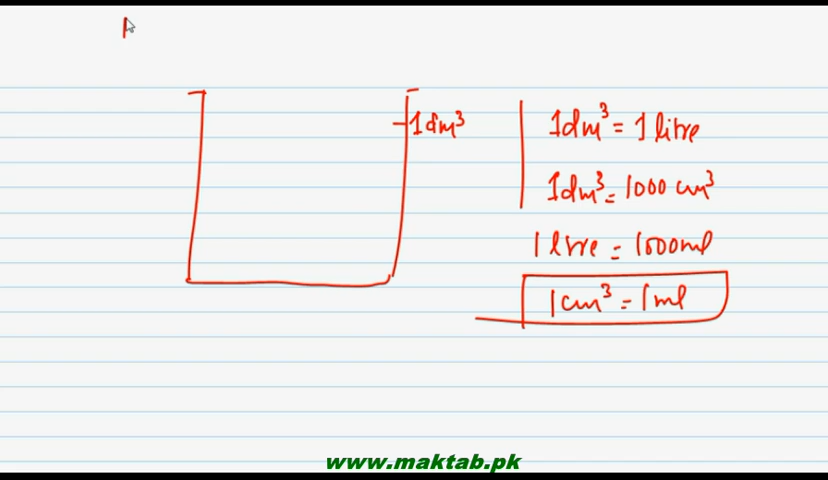 1dm³
1dm³ = 1 litre
1dm³ = 1000 cm³
1 litre = 1000ml
1cm³ = 1ml
www.maktab.pk